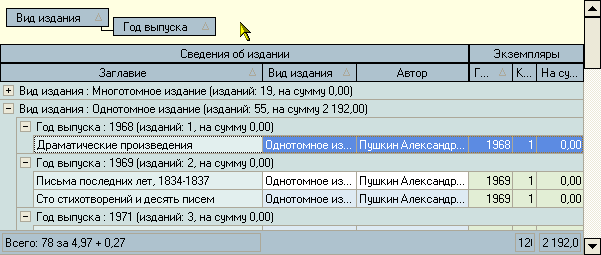 Вид издания
Год выпуска
Сведения об издании Экземпляры
Заглавие Вид издания Автор Г... К... На су...
Вид издания : Многотомное издание (изданий: 19, на сумму 0,00)
Вид издания : Однотомное издание (изданий: 55, на сумму 2 192,00)
Год выпуска : 1968 (изданий: 1, на сумму 0,00)
Драматические произведения Однотомное из... Пушкин Александр... 1968 1 0,00
Год выпуска : 1969 (изданий: 2, на сумму 0,00)
Письма последних лет, 1834-1837 Однотомное из... Пушкин Александр... 1969 1 0,00
Сто стихотворений и десять писем Однотомное из... Пушкин Александр... 1969 1 0,00
Год выпуска : 1971 (изданий: 3, на сумму 0,00)
Всего: 78 за 4,97 + 0,27 2 192,0